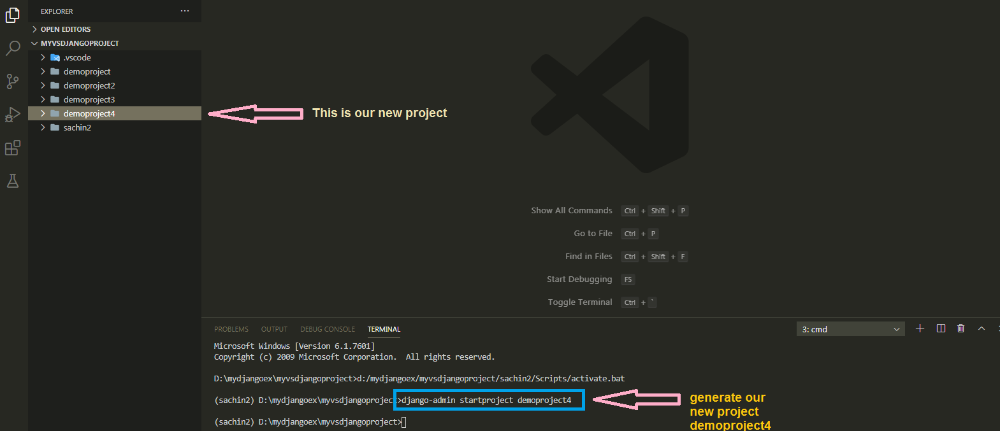 EXPLORER
OPEN EDITORS
MYVSDJANGOPROJECT
.vscode
demoproject
demoproject2
demoproject3
demoproject4
sachin2
This is our new project
Show All Commands Ctrl + Shift + P
Go to File Ctrl + P
Find in Files Ctrl + Shift + F
Start Debugging F5
Toggle Terminal Ctrl + `
PROBLEMS OUTPUT DEBUG CONSOLE TERMINAL 3: cmd
Microsoft Windows [Version 6.1.7601]
Copyright (c) 2009 Microsoft Corporation.  All rights reserved.
D:\mydjangoex\myvsdjangoproject>d:/mydjangoex/myvsdjangoproject/sachin2/Scripts/activate.bat
(sachin2) D:\mydjangoex\myvsdjangoproject>django-admin startproject demoproject4
(sachin2) D:\mydjangoex\myvsdjangoproject>
generate our
new project
demoproject4